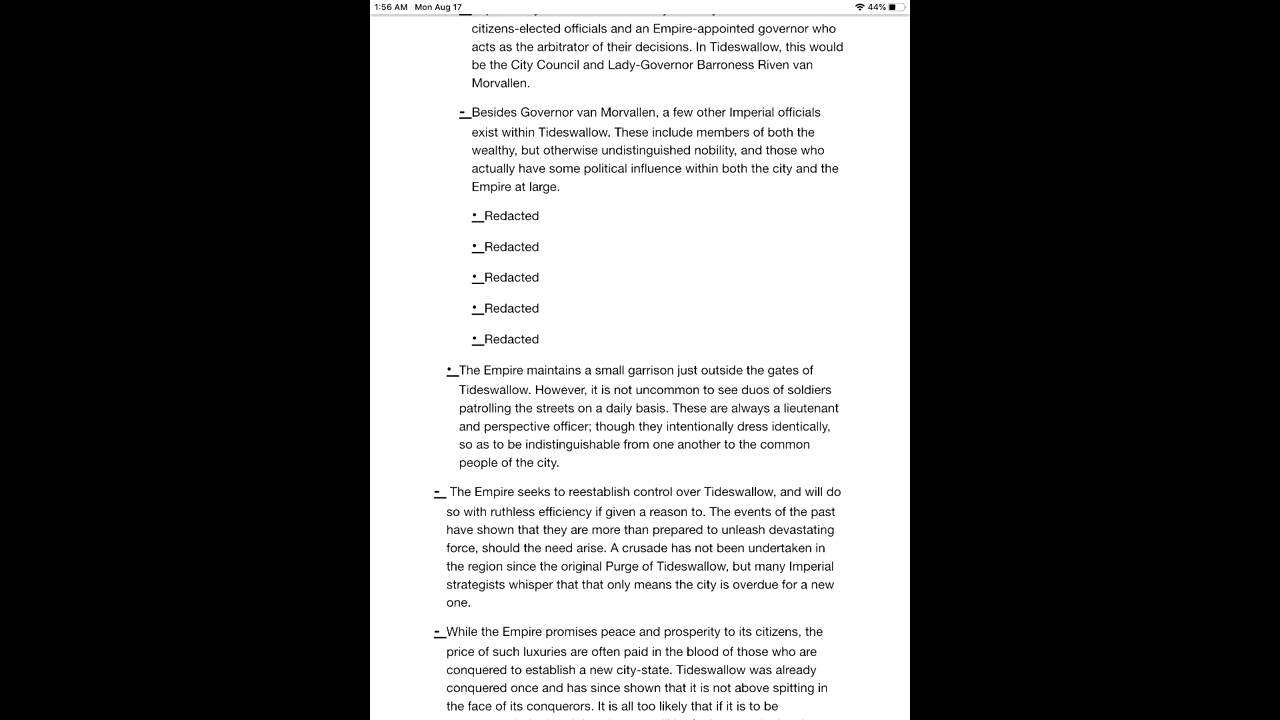 1:56 AM Mon Aug 17 44%
citizens-elected officials and an Empire-appointed governor who
acts as the arbitrator of their decisions. In Tideswallow, this would
be the City Council and Lady-Governor Barroness Riven van
Morvallen.
- Besides Governor van Morvallen, a few other Imperial officials
exist within Tideswallow. These include members of both the
wealthy, but otherwise undistinguished nobility, and those who
actually have some political influence within both the city and the
Empire at large.
• Redacted
• Redacted
• Redacted
• Redacted
• Redacted
• The Empire maintains a small garrison just outside the gates of
Tideswallow. However, it is not uncommon to see duos of soldiers
patrolling the streets on a daily basis. These are always a lieutenant
and perspective officer; though they intentionally dress identically,
so as to be indistinguishable from one another to the common
people of the city.
- The Empire seeks to reestablish control over Tideswallow, and will do
so with ruthless efficiency if given a reason to. The events of the past
have shown that they are more than prepared to unleash devastating
force, should the need arise. A crusade has not been undertaken in
the region since the original Purge of Tideswallow, but many Imperial
strategists whisper that that only means the city is overdue for a new
one.
- While the Empire promises peace and prosperity to its citizens, the
price of such luxuries are often paid in the blood of those who are
conquered to establish a new city-state. Tideswallow was already
conquered once and has since shown that it is not above spitting in
the face of its conquerors. It is all too likely that if it is to be